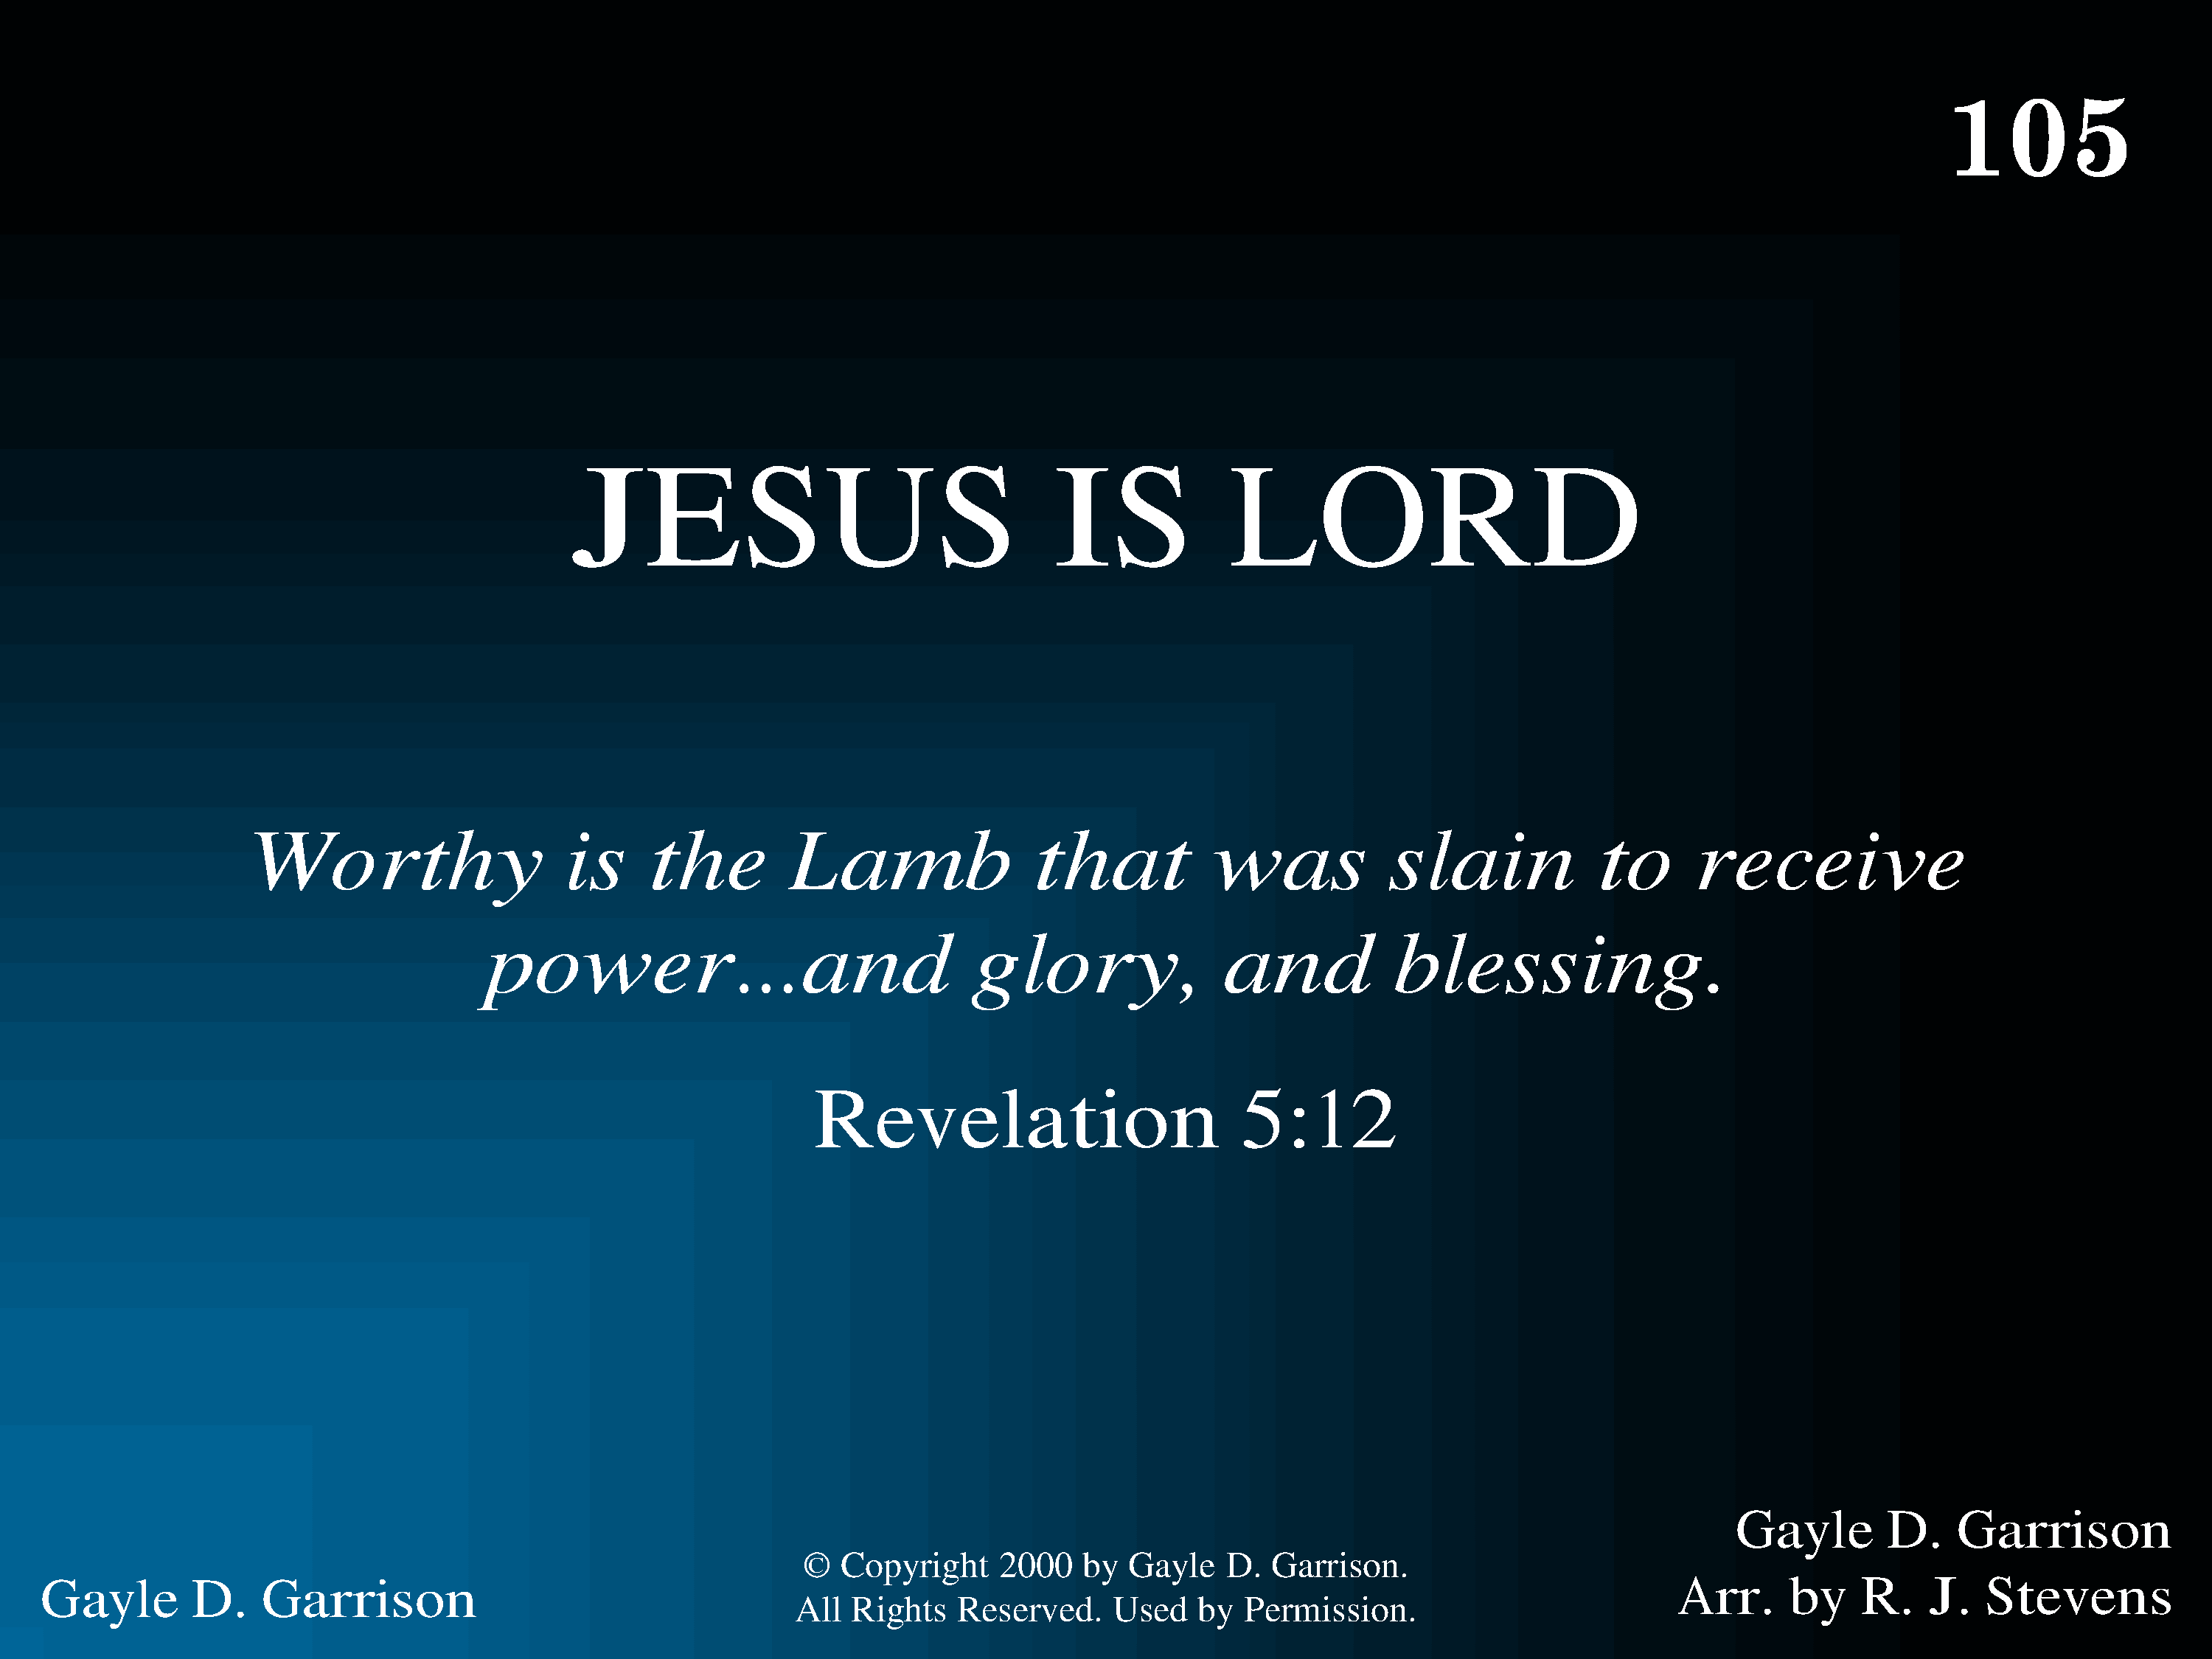 105
JESUS IS LORD
Worthy is the Lamb that was slain to receive
power...and glory, and blessing.
Revelation 5:12
Gayle D. Garrison
© Copyright 2000 by Gayle D. Garrison.
All Rights Reserved. Used by Permission.
Gayle D. Garrison
Arr. by R. J. Stevens